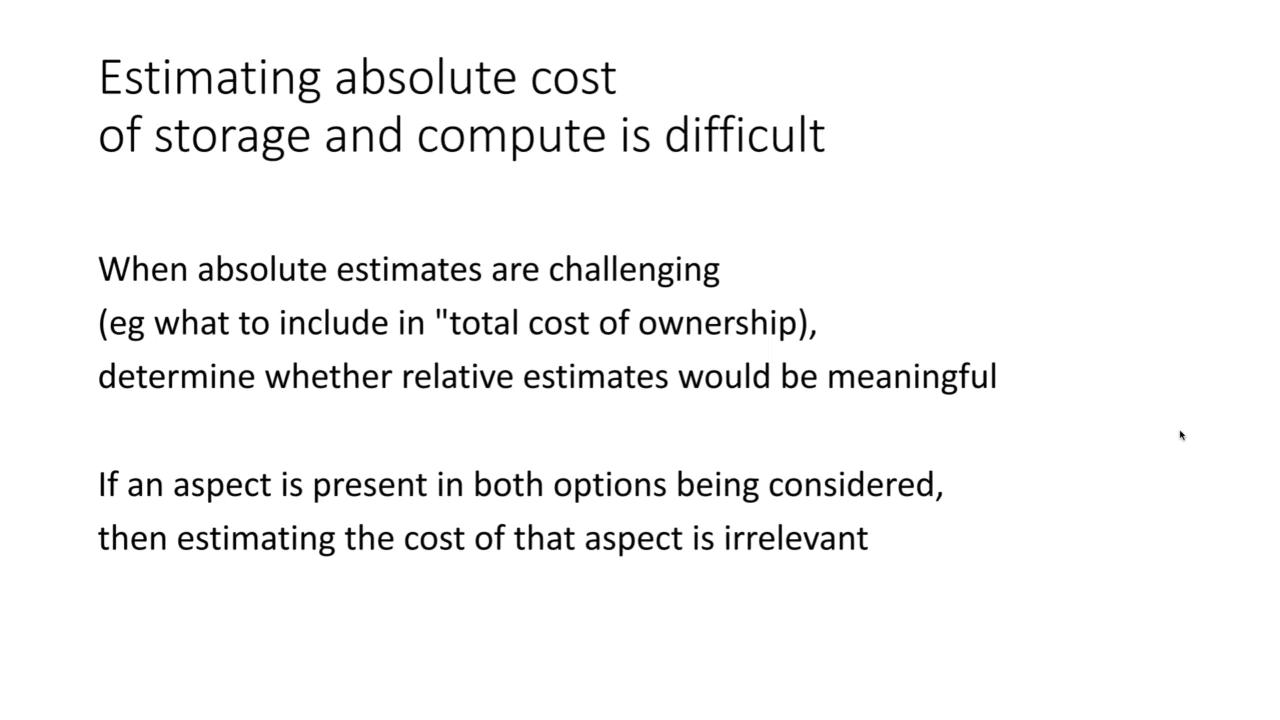 Estimating absolute cost
of storage and compute is difficult
When absolute estimates are challenging
(eg what to include in "total cost of ownership),
determine whether relative estimates would be meaningful
If an aspect is present in both options being considered,
then estimating the cost of that aspect is irrelevant